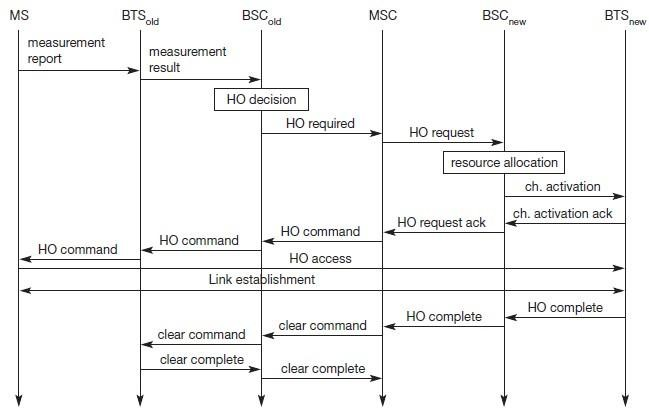 MS BTSold BSCold MSC BSCnew BTSnew
measurement
report
measurement
result
HO decision
HO required
HO request
resource allocation
ch. activation
ch. activation ack
HO request ack
HO command
HO command
HO command
HO access
Link establishment
HO complete
HO complete
clear command
clear command
clear complete
clear complete